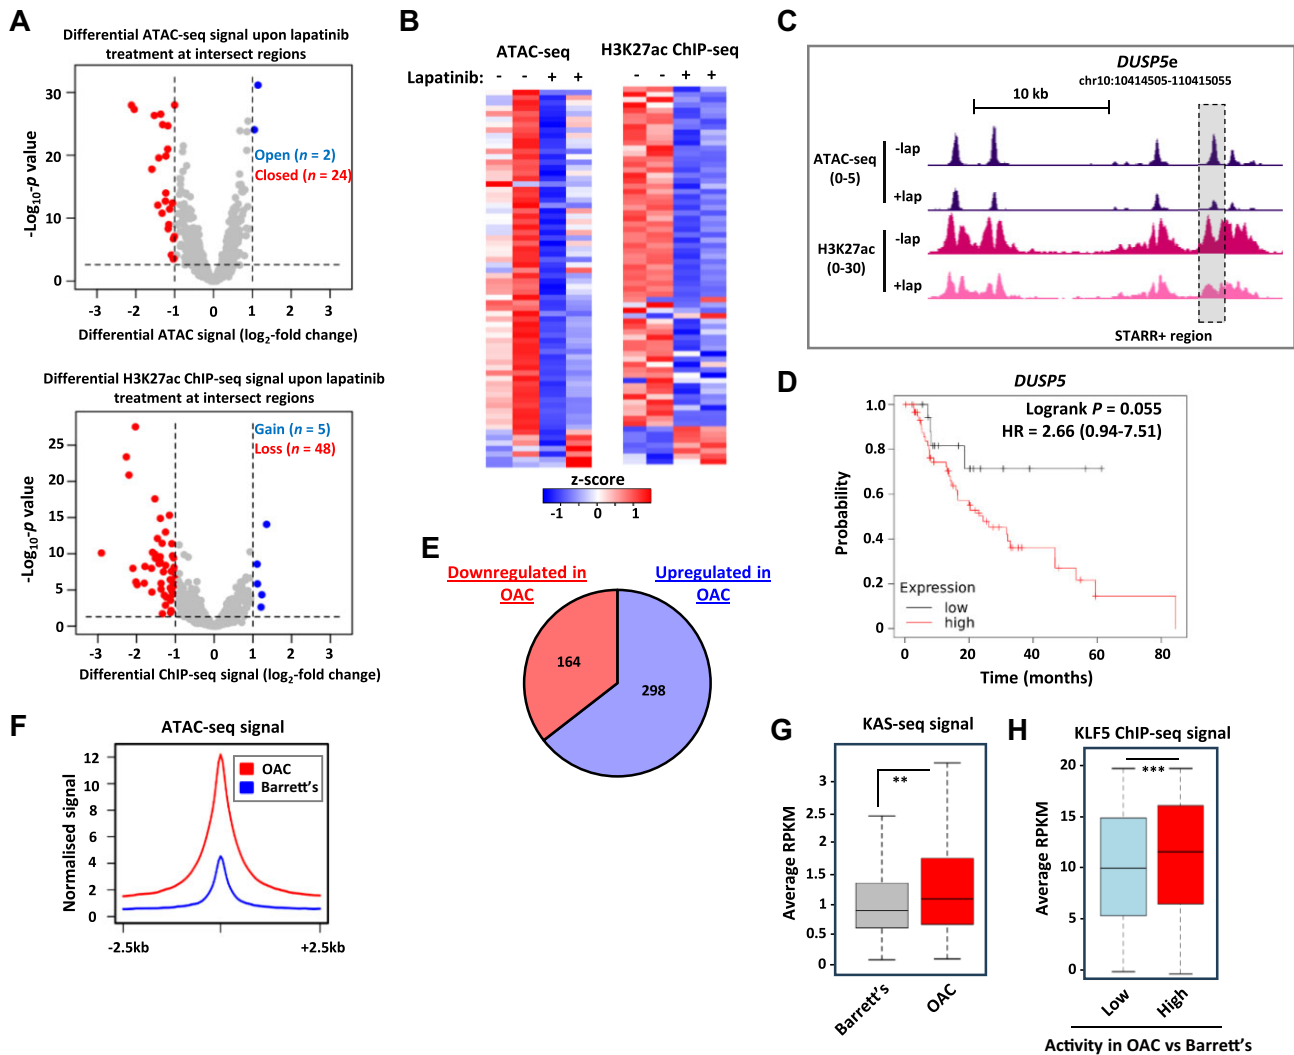 A
Differential ATAC-seq signal upon lapatinib
treatment at intersect regions
-Log10-p value
30
20
10
0
Open (n = 2)
Closed (n = 24)
-3 -2 -1 0 1 2 3
Differential ATAC signal (log2-fold change)
Differential H3K27ac ChIP-seq signal upon lapatinib
treatment at intersect regions
-Log10-p value
25
20
15
10
5
0
Gain (n = 5)
Loss (n = 48)
-3 -2 -1 0 1 2 3
Differential ChIP-seq signal (log2-fold change)
B
ATAC-seq H3K27ac ChIP-seq
Lapatinib: - - + + - - + +
z-score
-1 0 1
C
DUSP5e
chr10:10414505-110415055
10 kb
ATAC-seq
(0-5)
-lap
+lap
H3K27ac
(0-30)
-lap
+lap
STARR+ region
D
DUSP5
Logrank P = 0.055
HR = 2.66 (0.94-7.51)
Probability
1.0
0.8
0.6
0.4
0.2
0
Expression
low
high
0 20 40 60 80
Time (months)
E
Downregulated in
OAC
Upregulated in
OAC
164
298
F
ATAC-seq signal
Normalised signal
12
10
8
6
4
2
0
OAC
Barrett's
-2.5kb +2.5kb
G
KAS-seq signal
Average RPKM
3
2.5
2
1.5
1
0.5
0
**
Barrett's
OAC
H
KLF5 ChIP-seq signal
Average RPKM
20
15
10
5
0
***
Low
High
Activity in OAC vs Barrett's